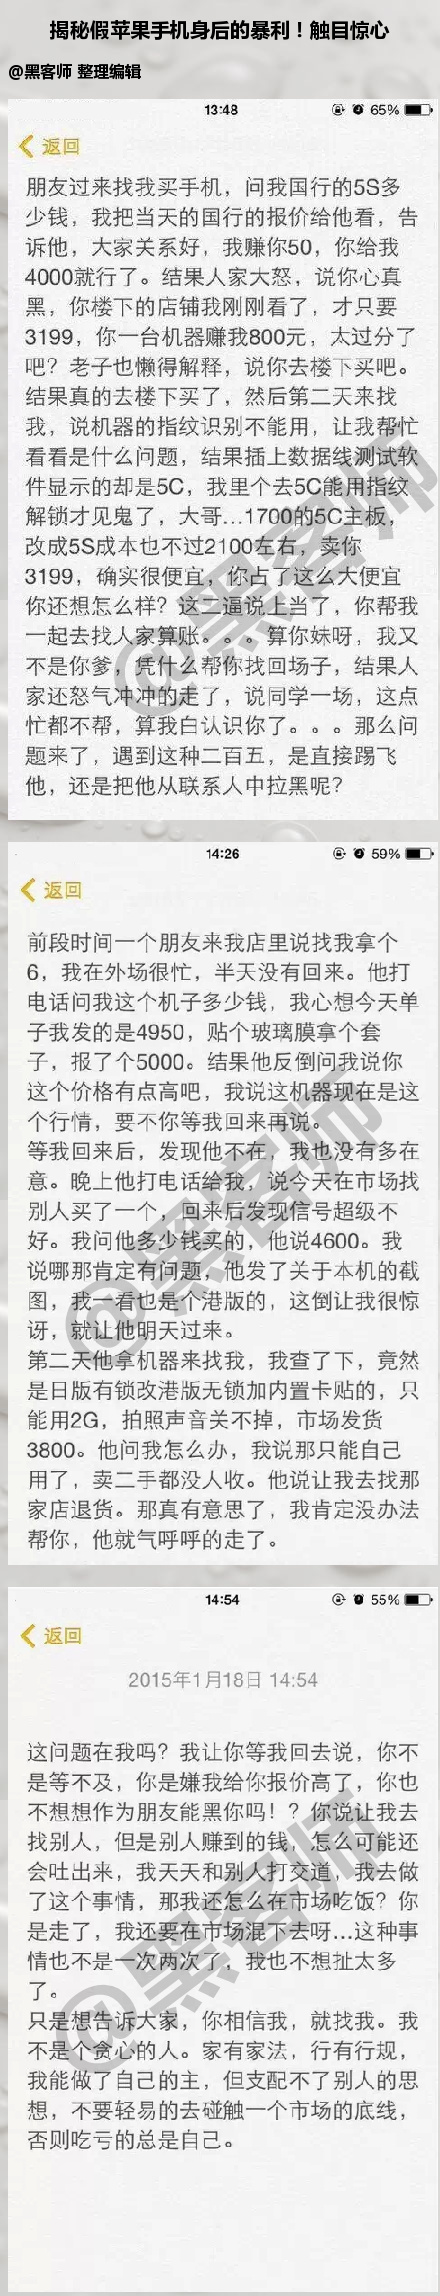 揭秘假苹果手机身后的暴利！触目惊心
@黑客师 整理编辑
13:48
65%
返回
朋友过来找我买手机，问我国行的5S多
少钱，我把当天的国行的报价给他看，告
诉他，大家关系好，我赚你50，你给我
4000就行了。结果人家大怒，说你心真
黑，你楼下的店铺我刚刚看了，才只要
3199，你一台机器赚我800元，太过分了
吧？老子也懒得解释，说你去楼下买吧。
结果真的去楼下买了，然后第二天来找
我，说机器的指纹识别不能用，让我帮忙
看看是什么问题，结果插上数据线测试软
件显示的却是5C，我里个去5C能用指纹
解锁才见鬼了，大哥...1700的5C主板，
改成5S成本也不过2100左右，卖你
3199，确实很便宜，你占了这么大便宜
你还想怎么样？这二逼说上当了，你帮我
一起去找人家算账。。。算你妹呀，我又
不是你爹，凭什么帮你找回场子，结果人
家还怒气冲冲的走了，说同学一场，这点
忙都不帮，算我白认识你了。。。那么问
题来了，遇到这种二百五，是直接踢飞
他，还是把他从联系人中拉黑呢？
@黑客师
14:26
59%
返回
前段时间一个朋友来我店里说找我拿个
6，我在外场很忙，半天没有回来。他打
电话问我这个机子多少钱，我心想今天单
子我发的是4950，贴个玻璃膜拿个套
子，报了个5000。结果他反倒问我说你
这个价格有点高吧，我说这机器现在是这
个行情，要不你等我回来再说。
等我回来后，发现他不在，我也没有多在
意。晚上他打电话给我，说今天在市场找
别人买了一个，回来后发现信号超级不
好。我问他多少钱买的，他说4600。我
说哪那肯定有问题，他发了关于本机的截
图，我一看也是个港版的，这倒让我很惊
讶，就让他明天过来。
第二天他拿机器来找我，我查了下，竟然
是日版有锁改港版无锁加内置卡贴的，只
能用2G，拍照声音关不掉，市场发货
3800。他问我怎么办，我说那只能自己
用了，卖二手都没人收。他说让我去找那
家店退货。那真有意思了，我肯定没办法
帮你，他就气呼呼的走了。
@黑客师
14:54
55%
返回
2015年1月18日 14:54
这问题在我吗？我让你等我回去说，你不
是等不及，你是嫌我给你报价高了，你也
不想想作为朋友能黑你吗！？你说让我去
找别人，但是别人赚到的钱，怎么可能还
会吐出来，我天天和别人打交道，我去做
了这个事情，那我还怎么在市场吃饭？你
是走了，我还要在市场混下去呀...这种事
情也不是一次两次了，我也不想扯太多
了。
只是想告诉大家，你相信我，就找我。我
不是个贪心的人。家有家法，行有行规，
我能做了自己的主，但支配不了别人的思
想，不要轻易的去碰触一个市场的底线，
否则吃亏的总是自己。
@黑客师